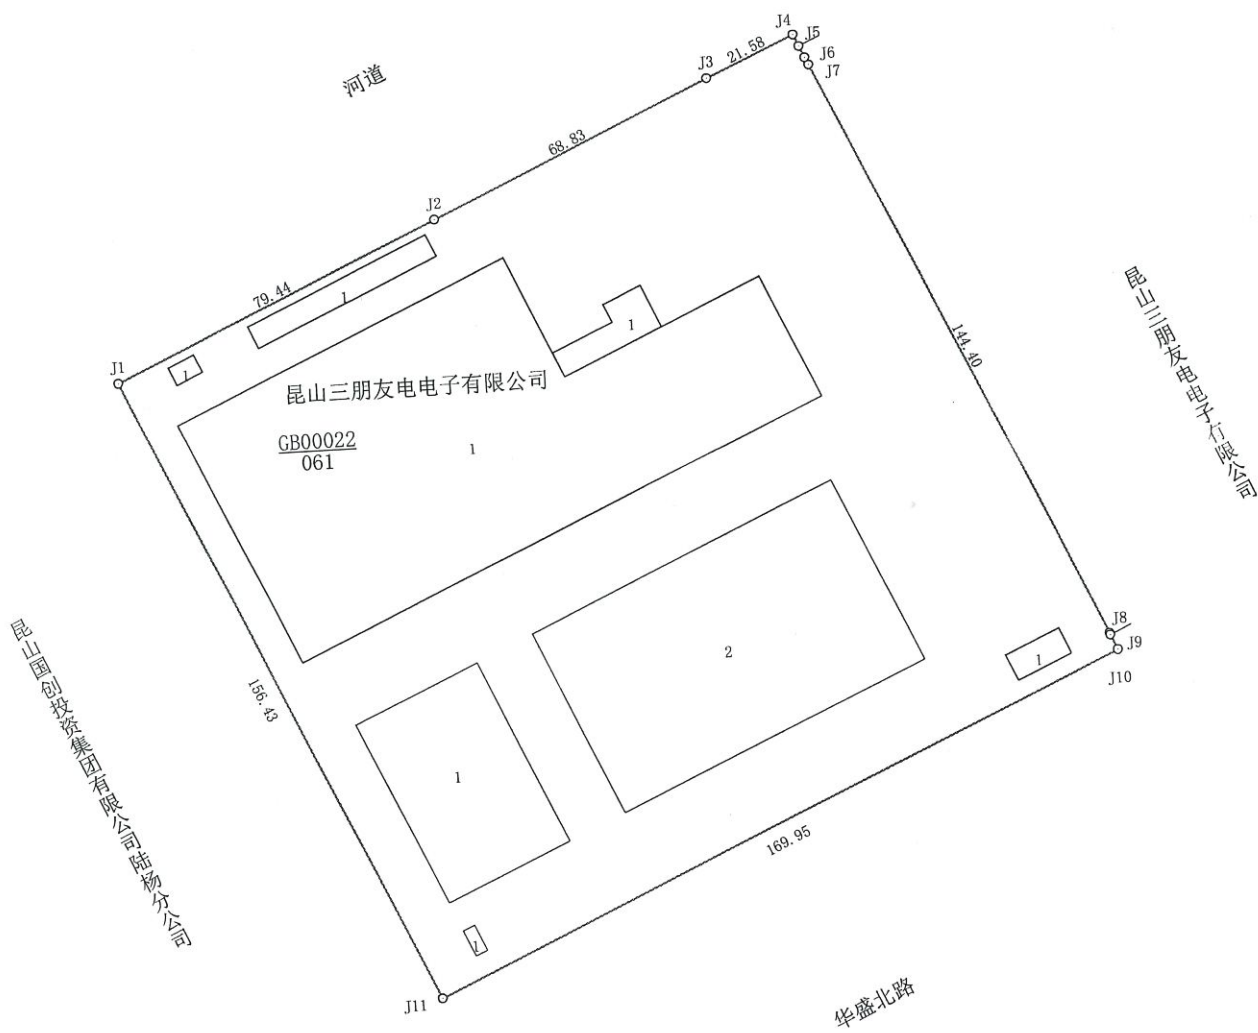 J4
J5
J6
J7
21.58
J3
河道
68.83
J2
79.44
1
1
1
J1
昆山三朋友电电子有限公司
GB00022
061
1
144.40
昆山三朋友电电子有限公司
2
J8
J9
J10
1
昆山国创投资集团有限公司陆杨分公司
156.43
1
169.95
1
J11
华盛北路